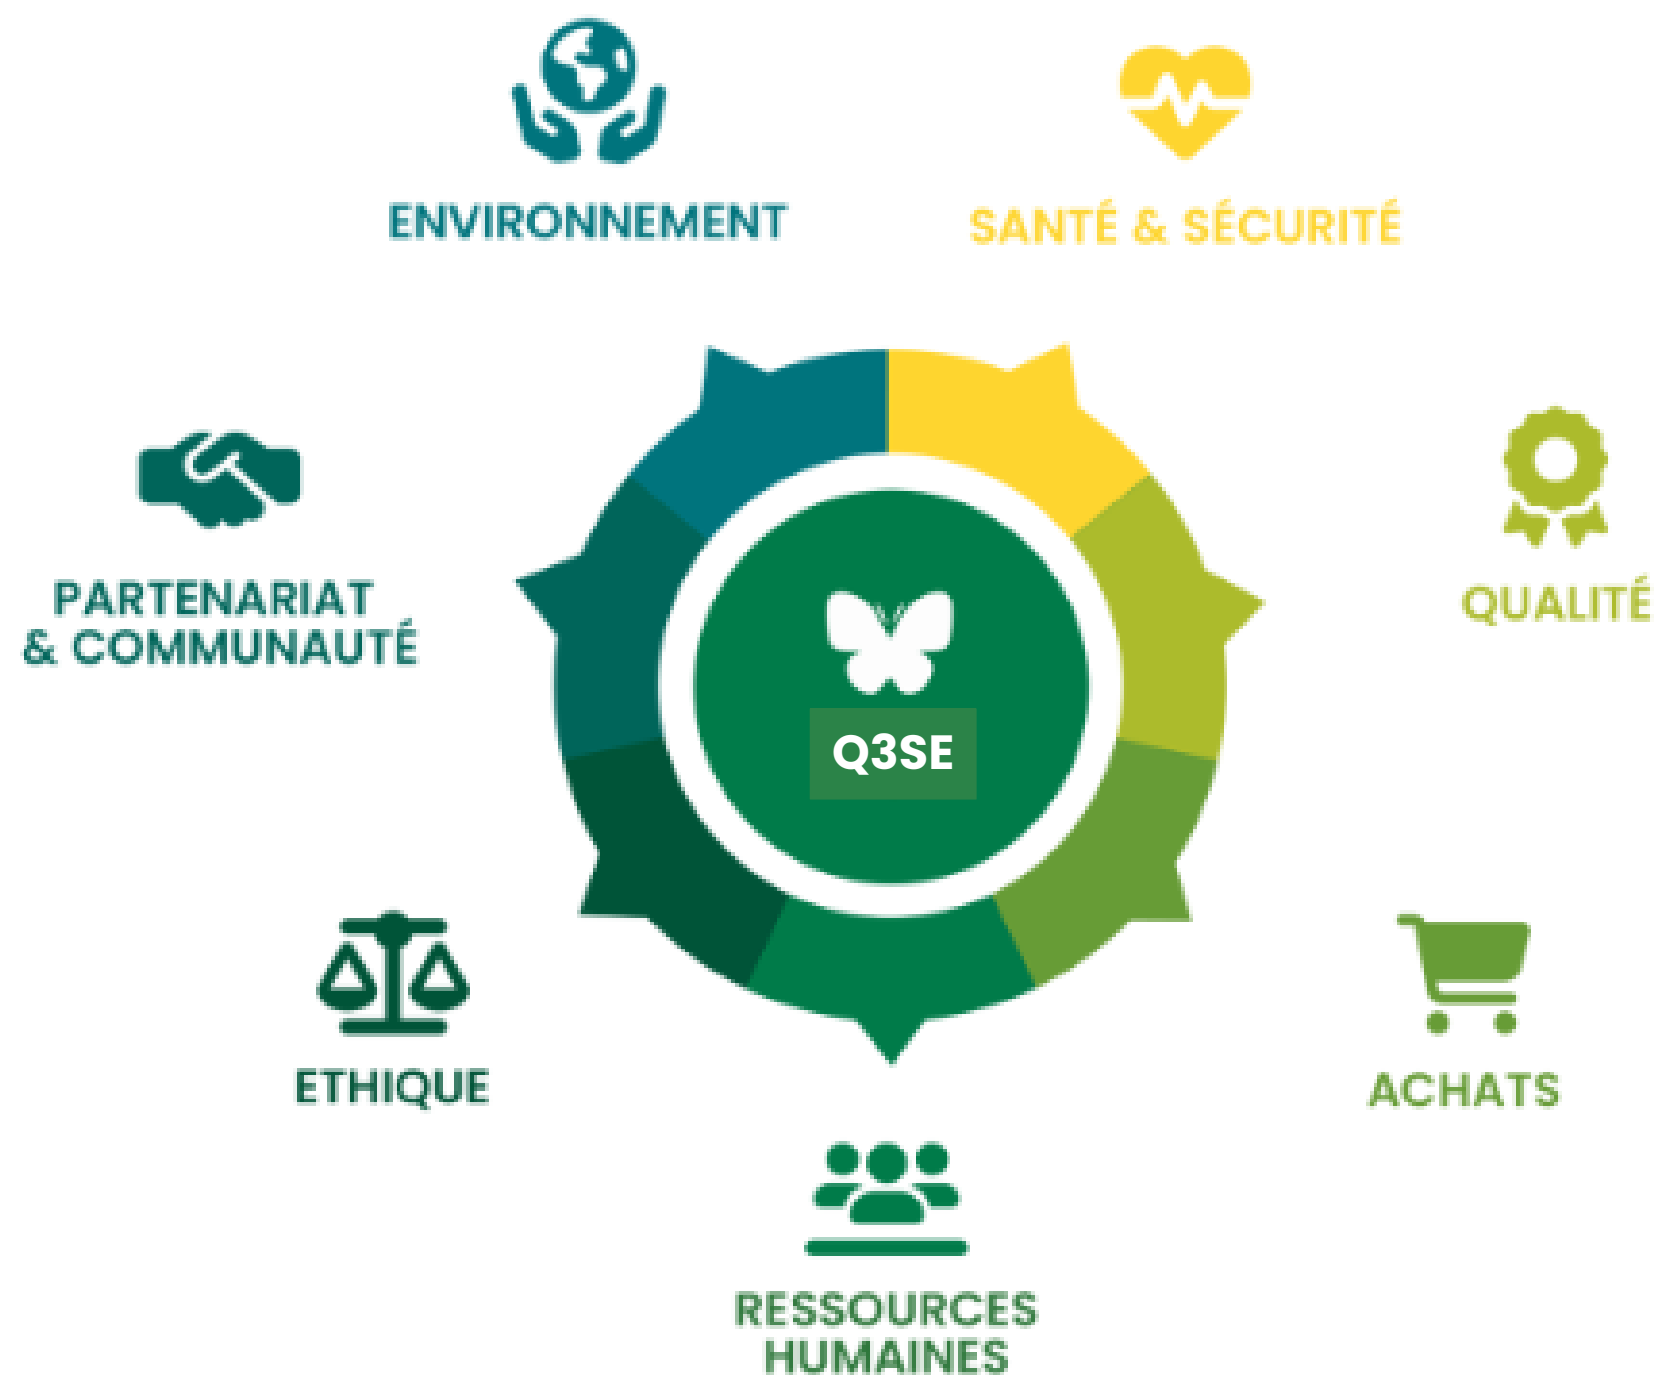 ENVIRONNEMENT
SANTÉ & SÉCURITÉ
PARTENARIAT
& COMMUNAUTÉ
QUALITÉ
Q3SE
ETHIQUE
ACHATS
RESSOURCES
HUMAINES